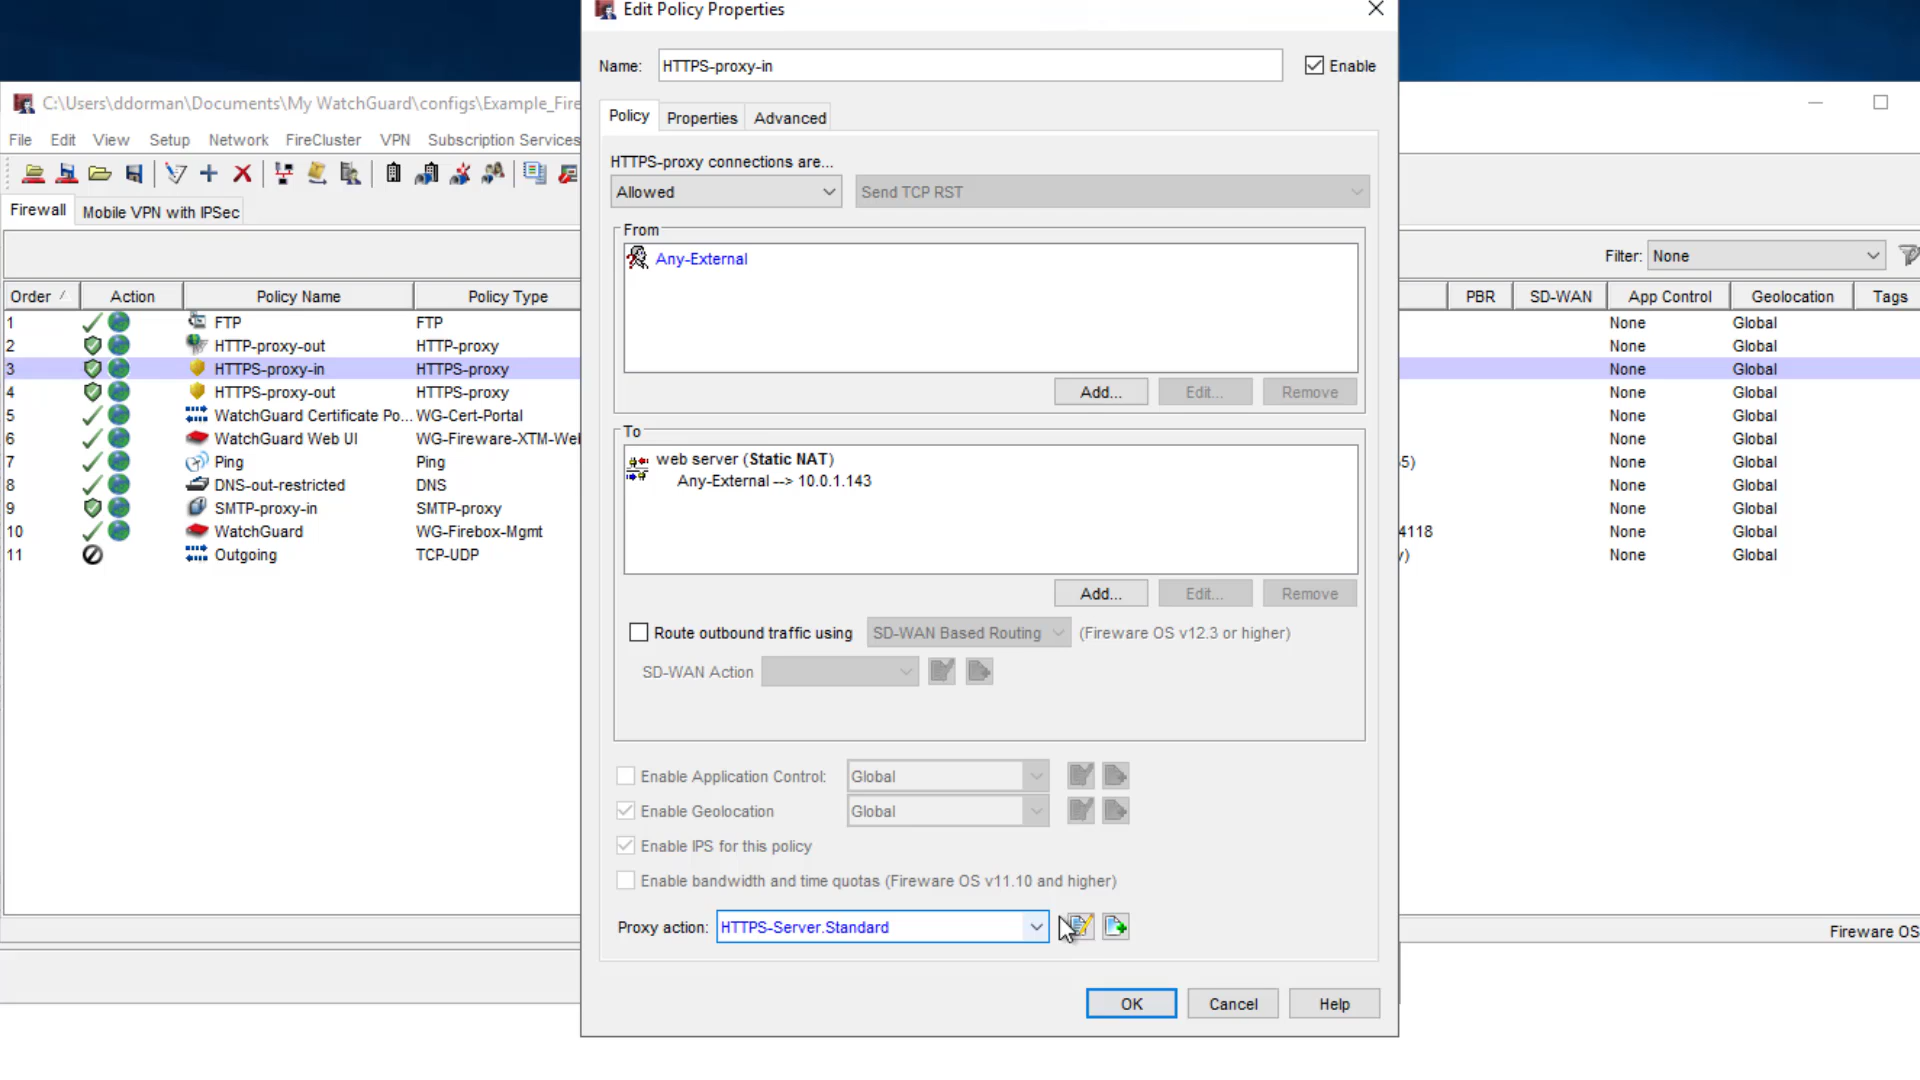 Edit Policy Properties
Name: HTTPS-proxy-in Enable
C:\Users\ddorman\Documents\My WatchGuard\configs\Example_Fire
Policy Properties Advanced
File Edit View Setup Network FireCluster VPN Subscription Services
HTTPS-proxy connections are...
Allowed Send TCP RST
Firewall Mobile VPN with IPSec
From
Any-External
Filter: None
Order Action Policy Name Policy Type PBR SD-WAN App Control Geolocation Tags
1 FTP FTP None Global
2 HTTP-proxy-out HTTP-proxy None Global
3 HTTPS-proxy-in HTTPS-proxy None Global
4 HTTPS-proxy-out HTTPS-proxy None Global
Add... Edit... Remove
5 WatchGuard Certificate Po... WG-Cert-Portal None Global
6 WatchGuard Web UI WG-Fireware-XTM-Wel None Global
7 Ping Ping 5) None Global
8 DNS-out-restricted DNS None Global
9 SMTP-proxy-in SMTP-proxy None Global
10 WatchGuard WG-Firebox-Mgmt 4118 None Global
11 Outgoing TCP-UDP ) None Global
To
web server (Static NAT)
Any-External --> 10.0.1.143
Add... Edit... Remove
Route outbound traffic using SD-WAN Based Routing (Fireware OS v12.3 or higher)
SD-WAN Action
Enable Application Control: Global
Enable Geolocation Global
Enable IPS for this policy
Enable bandwidth and time quotas (Fireware OS v11.10 and higher)
Proxy action: HTTPS-Server.Standard
Fireware OS
OK Cancel Help